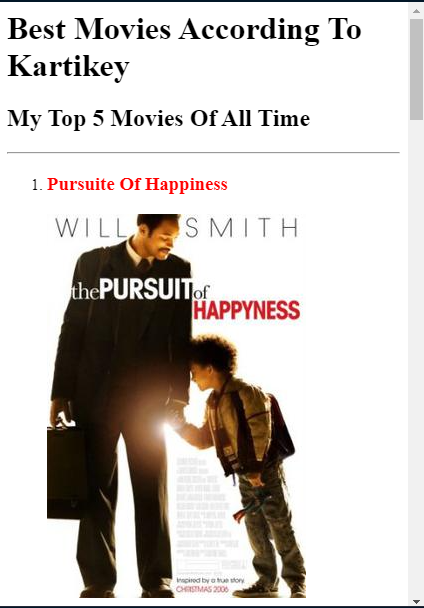 Best Movies According To
Kartikey
My Top 5 Movies Of All Time
1. Pursuite Of Happiness
WILL SMITH
the PURSUIT of
HAPPYNESS
Inspired by a true story
CHRISTMAS 2006